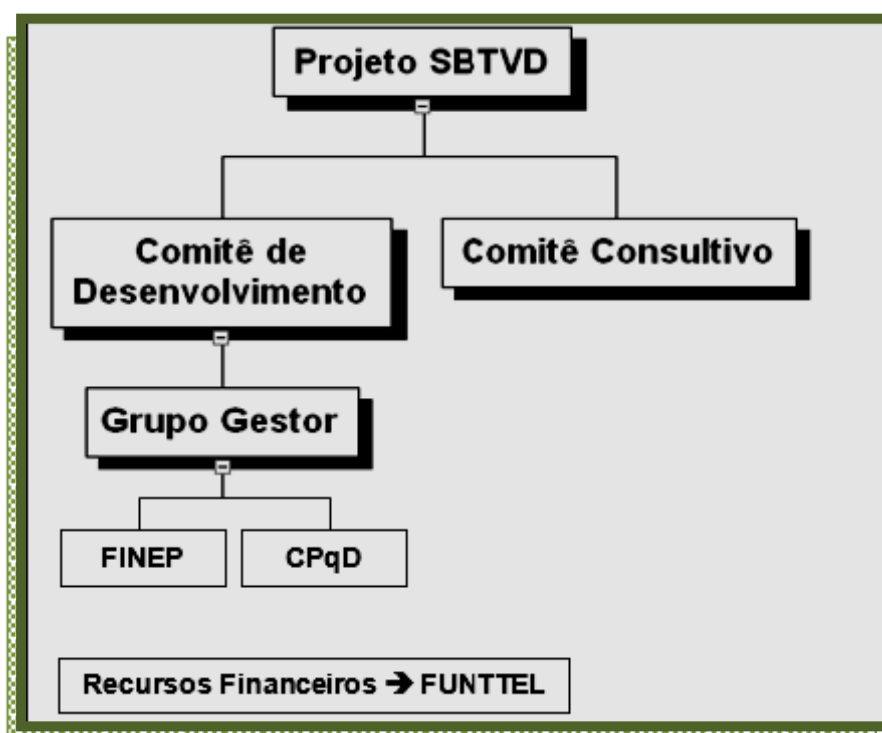 Projeto SBTVD
Comitê de
Desenvolvimento
Comitê Consultivo
Grupo Gestor
FINEP
CPqD
Recursos Financeiros ➔ FUNTTEL